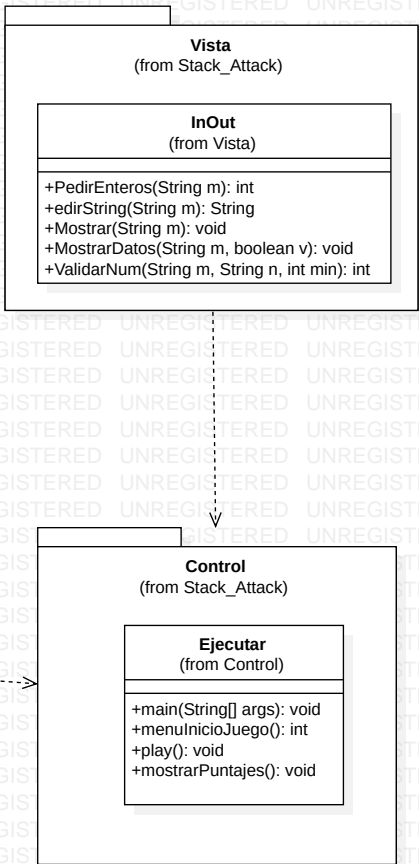 Vista
(from Stack_Attack)
InOut
(from Vista)
+PedirEnteros(String m): int
+edirString(String m): String
+Mostrar(String m): void
+MostrarDatos(String m, boolean v): void
+ValidarNum(String m, String n, int min): int
Control
(from Stack_Attack)
Ejecutar
(from Control)
+main(String[] args): void
+menuInicioJuego(): int
+play(): void
+mostrarPuntajes(): void